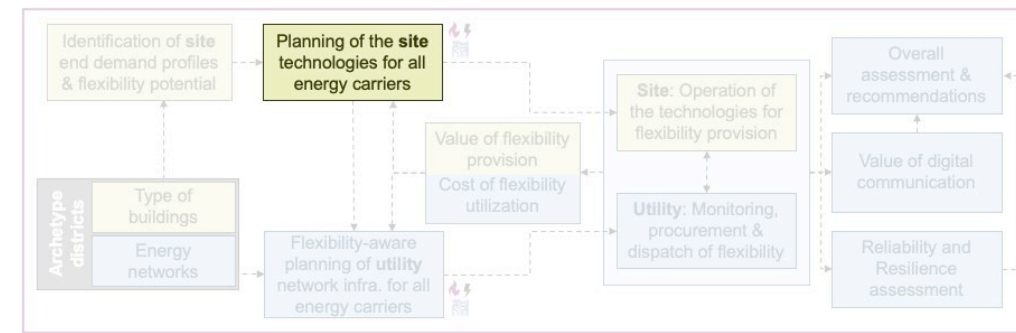 Identification of site
end demand profiles
& flexibility potential
Planning of the site
technologies for all
energy carriers
Archetype
districts
Type of
buildings
Energy
networks
Flexibility-aware
planning of utility
network infra. for all
energy carriers
Value of flexibility
provision
Cost of flexibility
utilization
Site: Operation of
the technologies for
flexibility provision
Utility: Monitoring,
procurement &
dispatch of flexibility
Overall
assessment &
recommendations
Value of digital
communication
Reliability and
Resilience
assessment